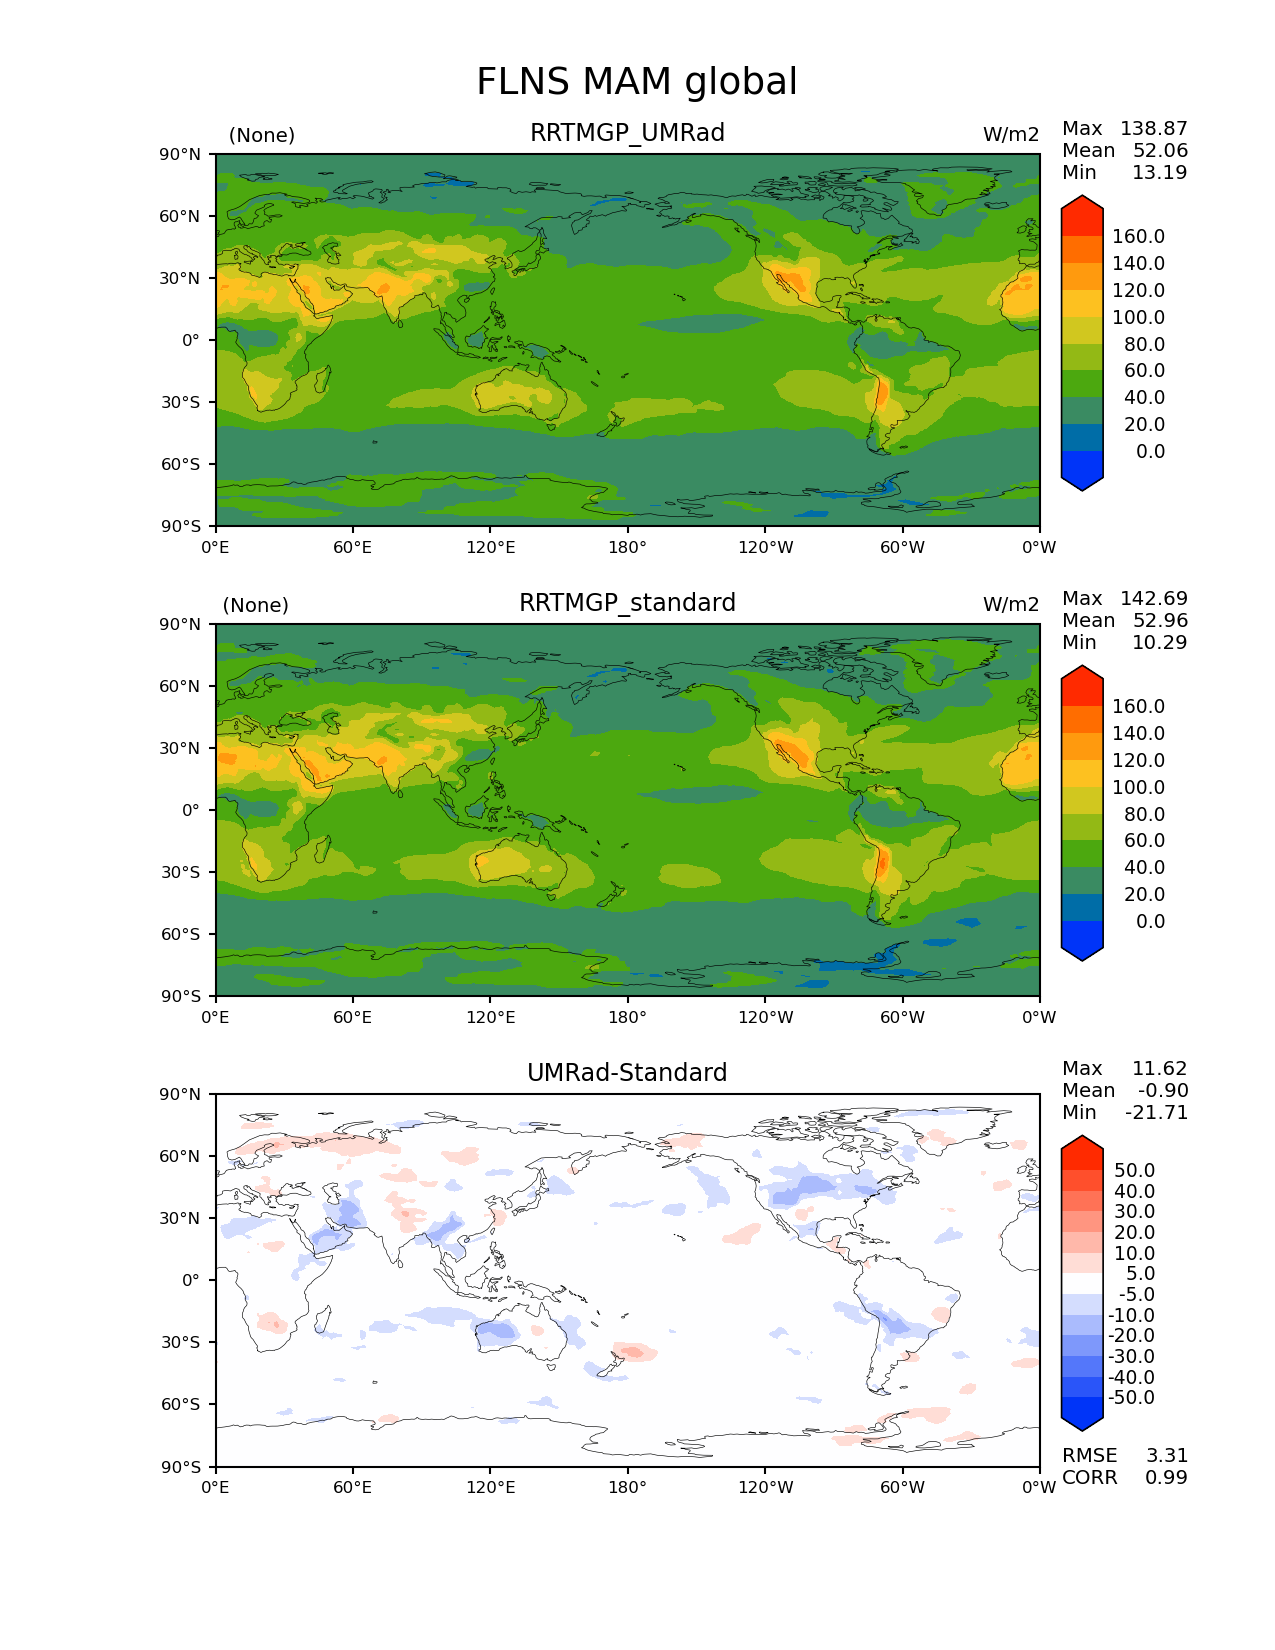 FLNS MAM global
(None) RRTMGP_UMRad W/m2
Max 138.87
Mean 52.06
Min 13.19
90°N
60°N
30°N
0°
30°S
60°S
90°S
0°E 60°E 120°E 180° 120°W 60°W 0°W
160.0
140.0
120.0
100.0
80.0
60.0
40.0
20.0
0.0
(None) RRTMGP_standard W/m2
Max 142.69
Mean 52.96
Min 10.29
90°N
60°N
30°N
0°
30°S
60°S
90°S
0°E 60°E 120°E 180° 120°W 60°W 0°W
160.0
140.0
120.0
100.0
80.0
60.0
40.0
20.0
0.0
UMRad-Standard
Max 11.62
Mean -0.90
Min -21.71
90°N
60°N
30°N
0°
30°S
60°S
90°S
0°E 60°E 120°E 180° 120°W 60°W 0°W
50.0
40.0
30.0
20.0
10.0
5.0
-5.0
-10.0
-20.0
-30.0
-40.0
-50.0
RMSE 3.31
CORR 0.99